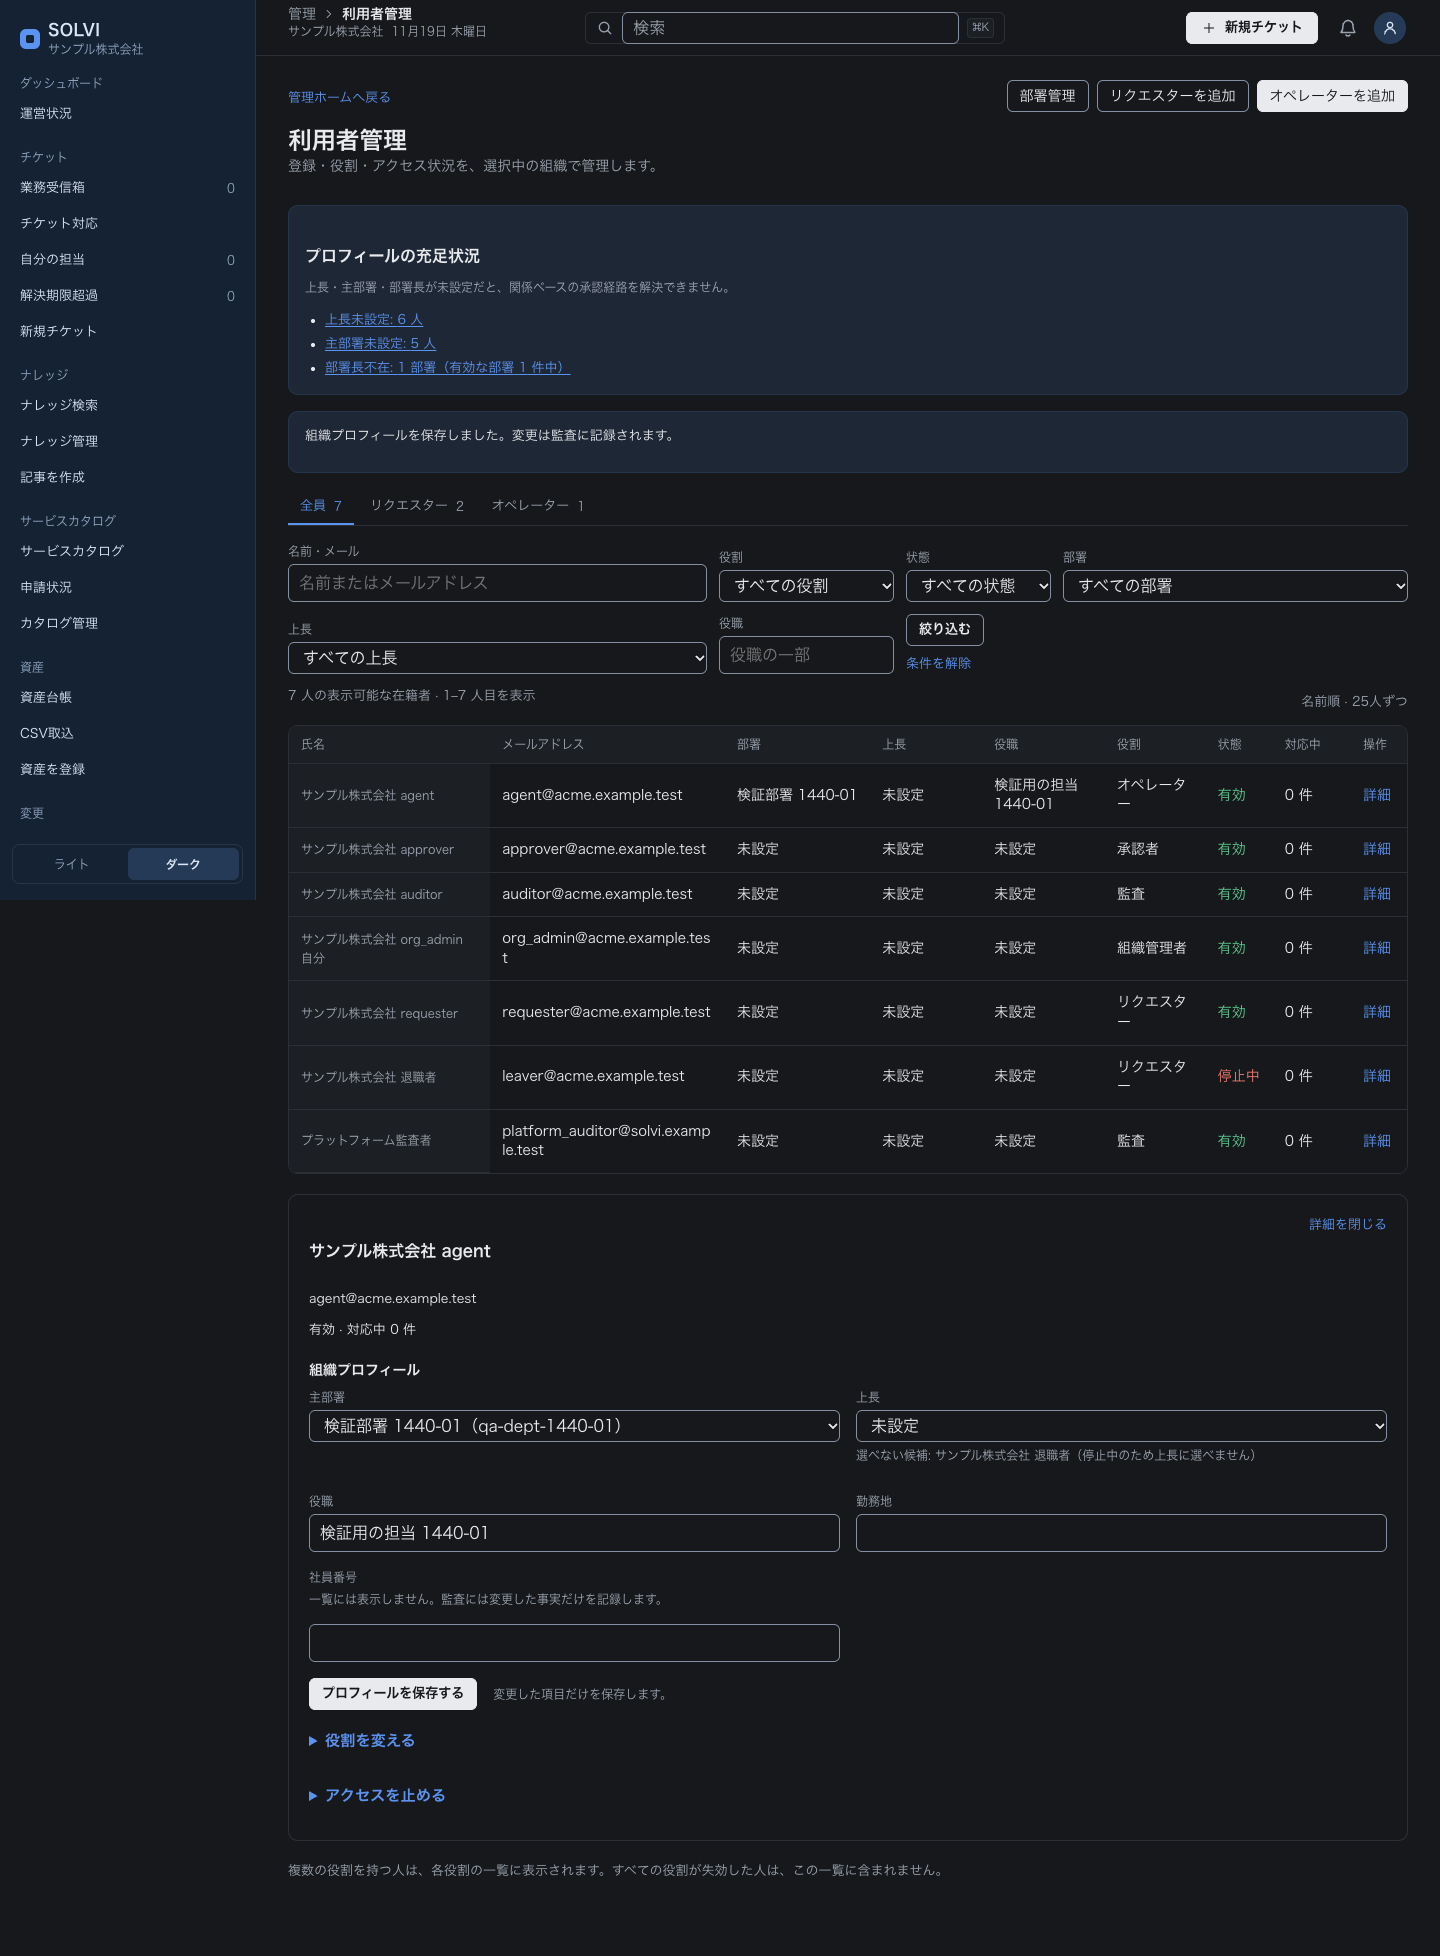 SOLVI
サンプル株式会社
ダッシュボード
運営状況
チケット
業務受信箱 0
チケット対応
自分の担当 0
解決期限超過 0
新規チケット
ナレッジ
ナレッジ検索
ナレッジ管理
記事を作成
サービスカタログ
サービスカタログ
申請状況
カタログ管理
資産
資産台帳
CSV取込
資産を登録
変更
ライト ダーク
管理 > 利用者管理
サンプル株式会社 11月19日 木曜日
検索 ⌘K
+ 新規チケット
管理ホームへ戻る
部署管理 リクエスターを追加 オペレーターを追加
利用者管理
登録・役割・アクセス状況を、選択中の組織で管理します。
プロフィールの充足状況
上長・主部署・部署長が未設定だと、関係ベースの承認経路を解決できません。
• 上長未設定: 6 人
• 主部署未設定: 5 人
• 部署長不在: 1 部署（有効な部署 1 件中）
組織プロフィールを保存しました。変更は監査に記録されます。
全員 7 リクエスター 2 オペレーター 1
名前・メール 役割 状態 部署
名前またはメールアドレス すべての役割 すべての状態 すべての部署
上長 役職 絞り込む
すべての上長 役職の一部 条件を解除
7 人の表示可能な在籍者 · 1–7 人目を表示
名前順 · 25人ずつ
氏名 メールアドレス 部署 上長 役職 役割 状態 対応中 操作
サンプル株式会社 agent agent@acme.example.test 検証部署 1440-01 未設定 検証用の担当 1440-01 オペレーター 有効 0 件 詳細
サンプル株式会社 approver approver@acme.example.test 未設定 未設定 未設定 承認者 有効 0 件 詳細
サンプル株式会社 auditor auditor@acme.example.test 未設定 未設定 未設定 監査 有効 0 件 詳細
サンプル株式会社 org_admin 自分 org_admin@acme.example.test 未設定 未設定 未設定 組織管理者 有効 0 件 詳細
サンプル株式会社 requester requester@acme.example.test 未設定 未設定 未設定 リクエスター 有効 0 件 詳細
サンプル株式会社 退職者 leaver@acme.example.test 未設定 未設定 未設定 リクエスター 停止中 0 件 詳細
プラットフォーム監査者 platform_auditor@solvi.example.test 未設定 未設定 未設定 監査 有効 0 件 詳細
詳細を閉じる
サンプル株式会社 agent
agent@acme.example.test
有効 · 対応中 0 件
組織プロフィール
主部署 上長
検証部署 1440-01（qa-dept-1440-01） 未設定
選べない候補: サンプル株式会社 退職者（停止中のため上長に選べません）
役職 勤務地
検証用の担当 1440-01
社員番号
一覧には表示しません。監査には変更した事実だけを記録します。
プロフィールを保存する 変更した項目だけを保存します。
▶ 役割を変える
▶ アクセスを止める
複数の役割を持つ人は、各役割の一覧に表示されます。すべての役割が失効した人は、この一覧に含まれません。